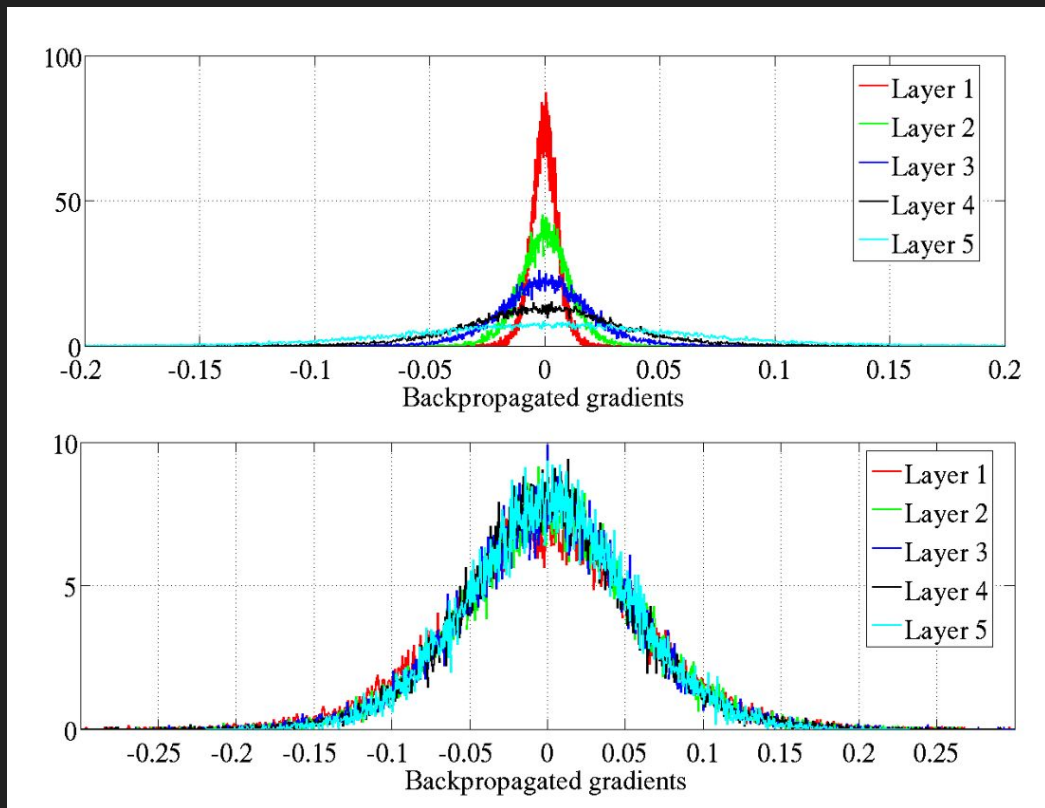 100
50
0
-0.2 -0.15 -0.1 -0.05 0 0.05 0.1 0.15 0.2
Backpropagated gradients
Layer 1
Layer 2
Layer 3
Layer 4
Layer 5
10
5
0
-0.25 -0.2 -0.15 -0.1 -0.05 0 0.05 0.1 0.15 0.2 0.25
Backpropagated gradients
Layer 1
Layer 2
Layer 3
Layer 4
Layer 5